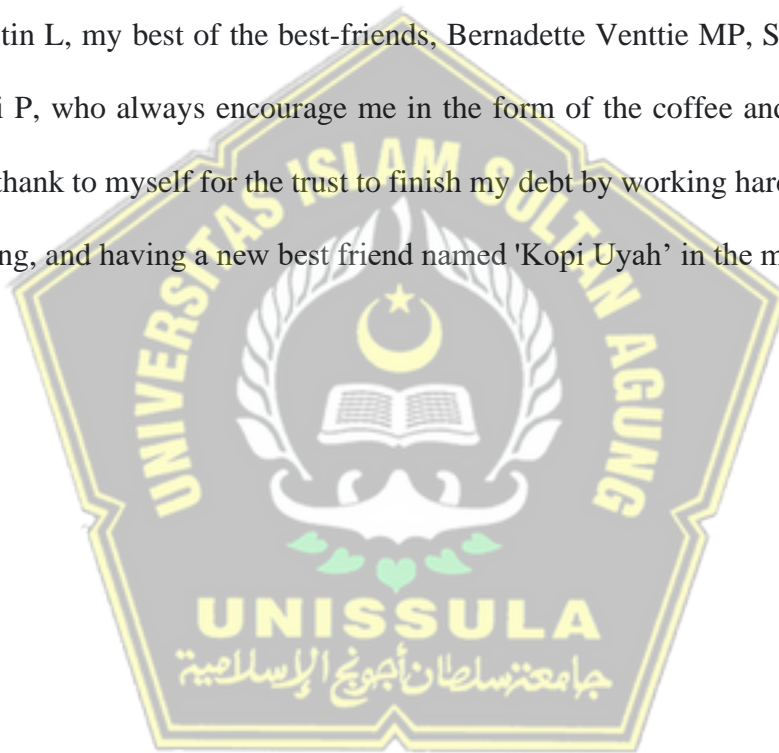 tin L, my best of the best-friends, Bernadette Venttie MP, S
i P, who always encourage me in the form of the coffee and
thank to myself for the trust to finish my debt by working hard
ng, and having a new best friend named 'Kopi Uyah’ in the m
UNIVERSITAS ISLAM SULTAN AGUNG
UNISSULA
جامعة سلطان أجونج الإسلامية